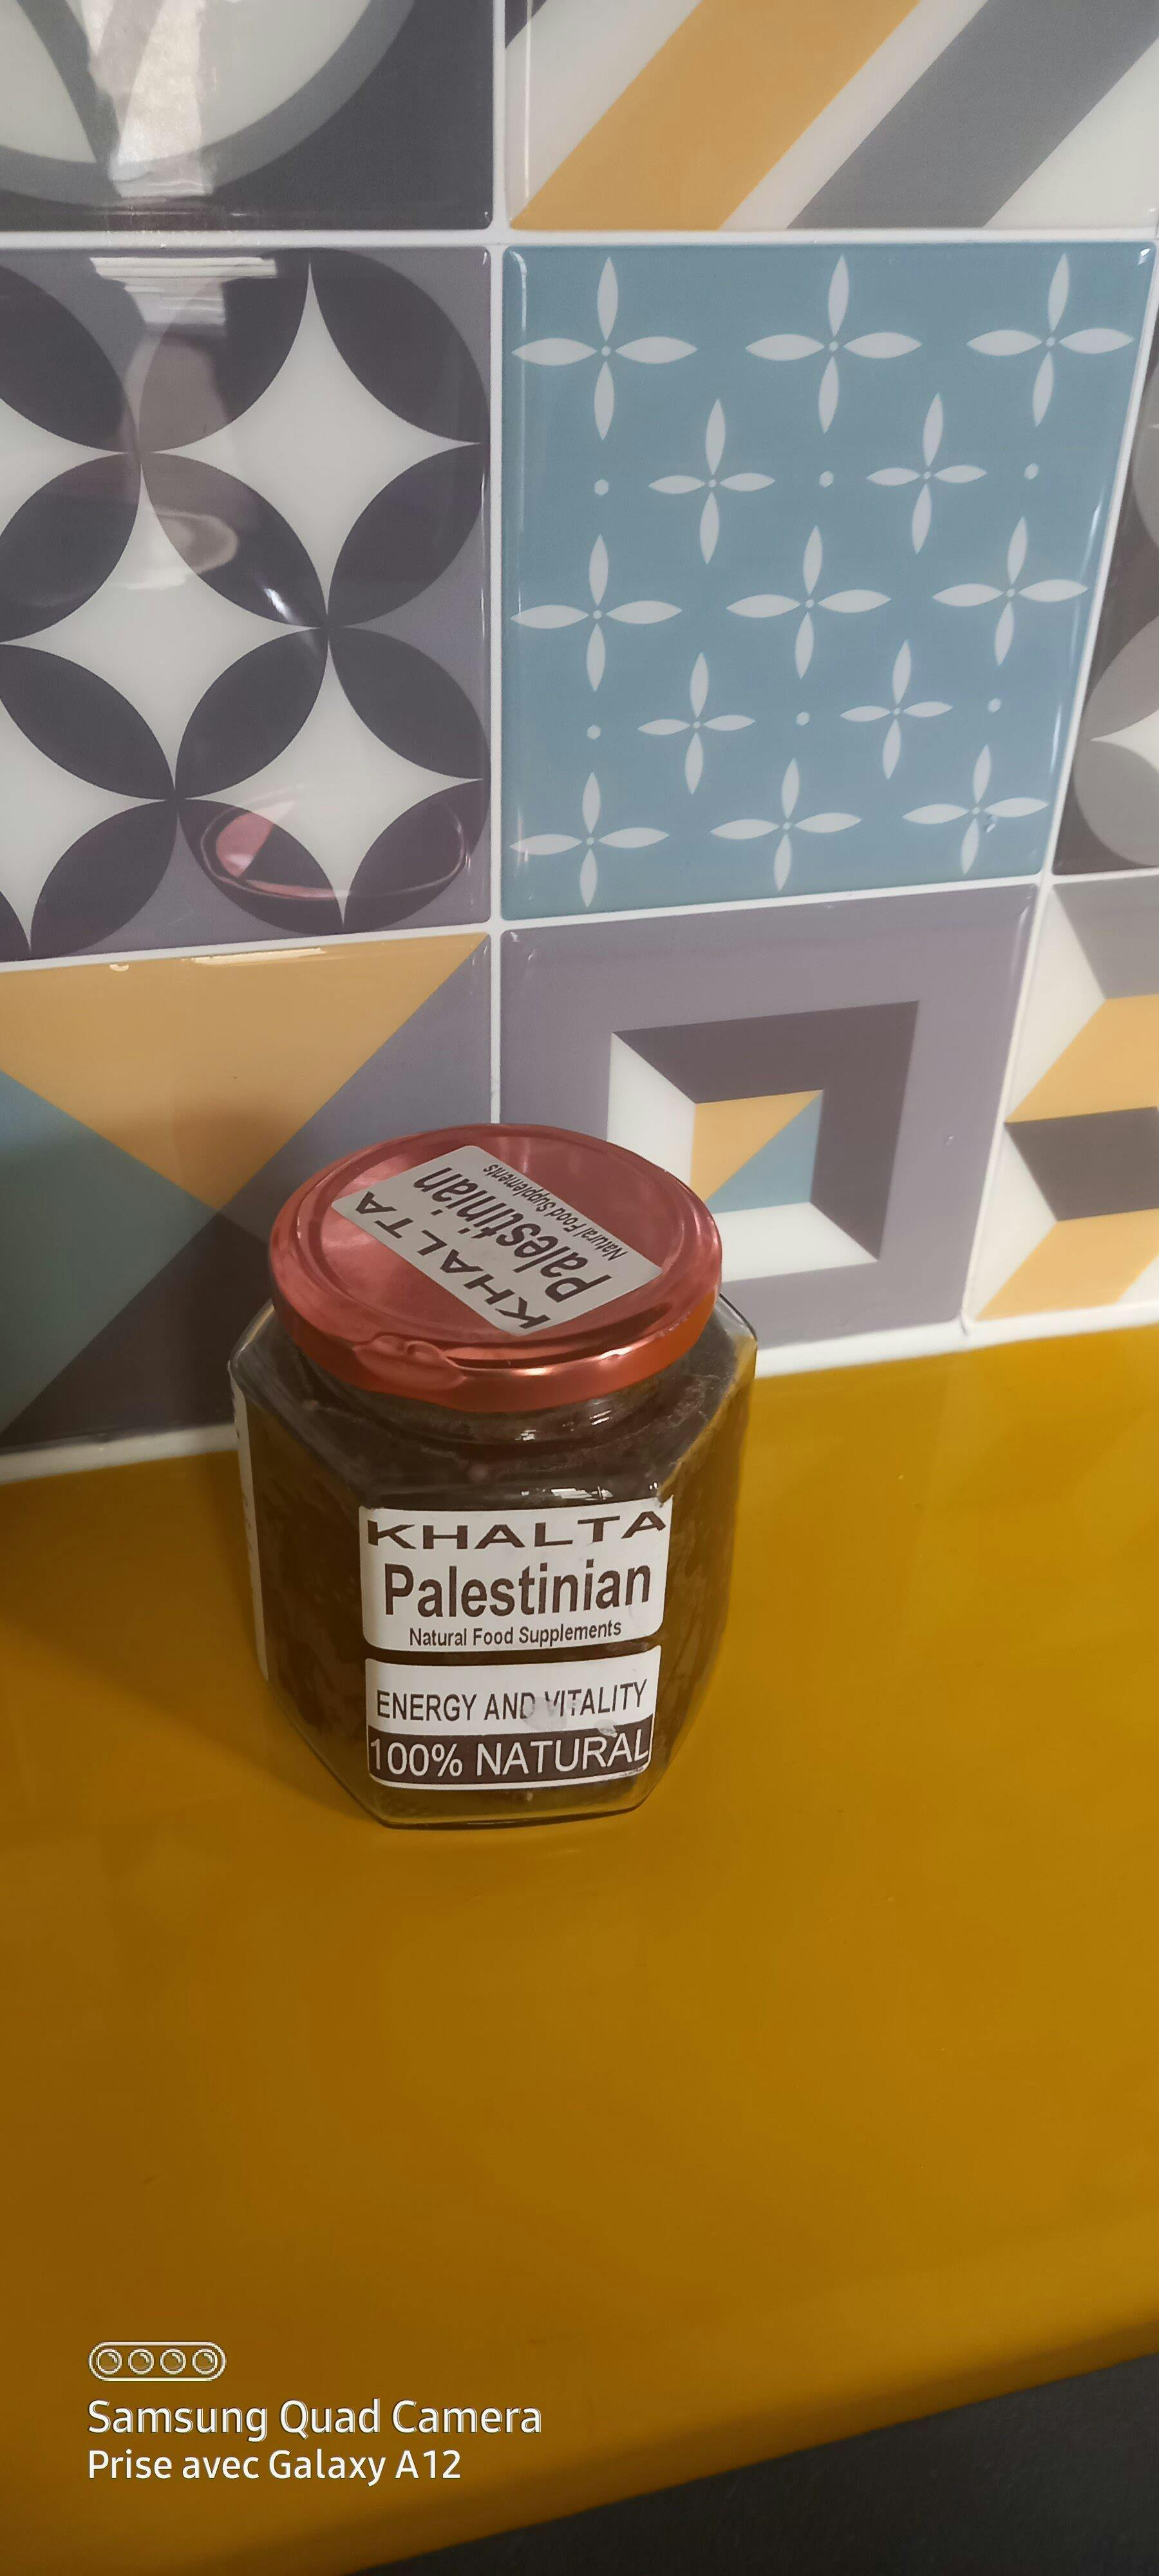 KHALTA
Palestinian
Natural Food Supplements
KHALTA
Palestinian
Natural Food Supplements
ENERGY AND VITALITY
100% NATURAL
Samsung Quad Camera
Prise avec Galaxy A12